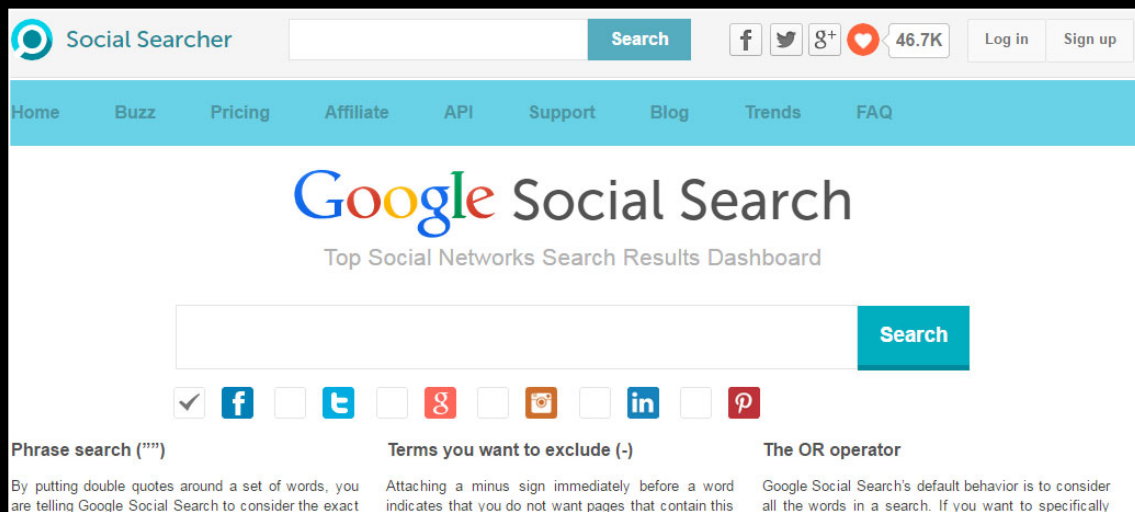 Social Searcher
Search
f
g+
46.7K
Log in
Sign up
Home Buzz Pricing Affiliate API Support Blog Trends FAQ
Google Social Search
Top Social Networks Search Results Dashboard
Search
f t g in p
Phrase search (””)
By putting double quotes around a set of words, you
are telling Google Social Search to consider the exact
Terms you want to exclude (-)
Attaching a minus sign immediately before a word
indicates that you do not want pages that contain this
The OR operator
Google Social Search's default behavior is to consider
all the words in a search. If you want to specifically